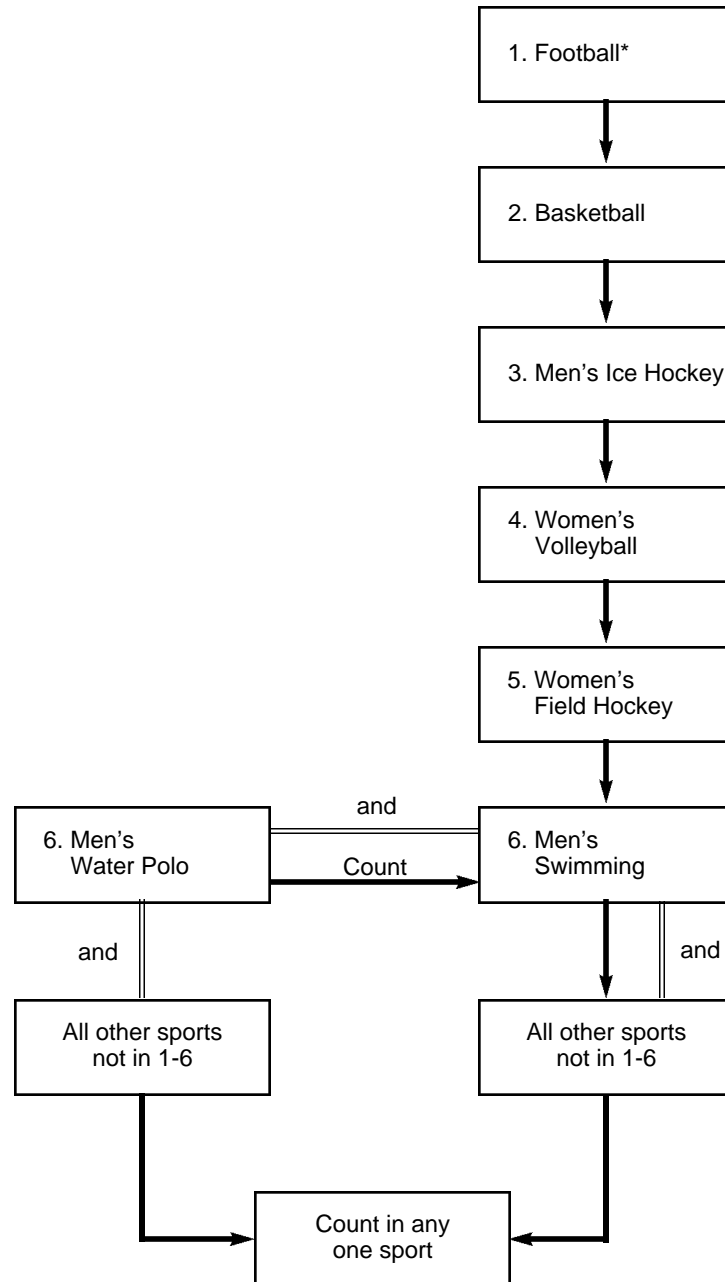 1. Football*
2. Basketball
3. Men’s Ice Hockey
4. Women’s
Volleyball
5. Women’s
Field Hockey
and
6. Men’s
Water Polo
Count
6. Men’s
Swimming
and
and
All other sports
not in 1-6
All other sports
not in 1-6
Count in any
one sport